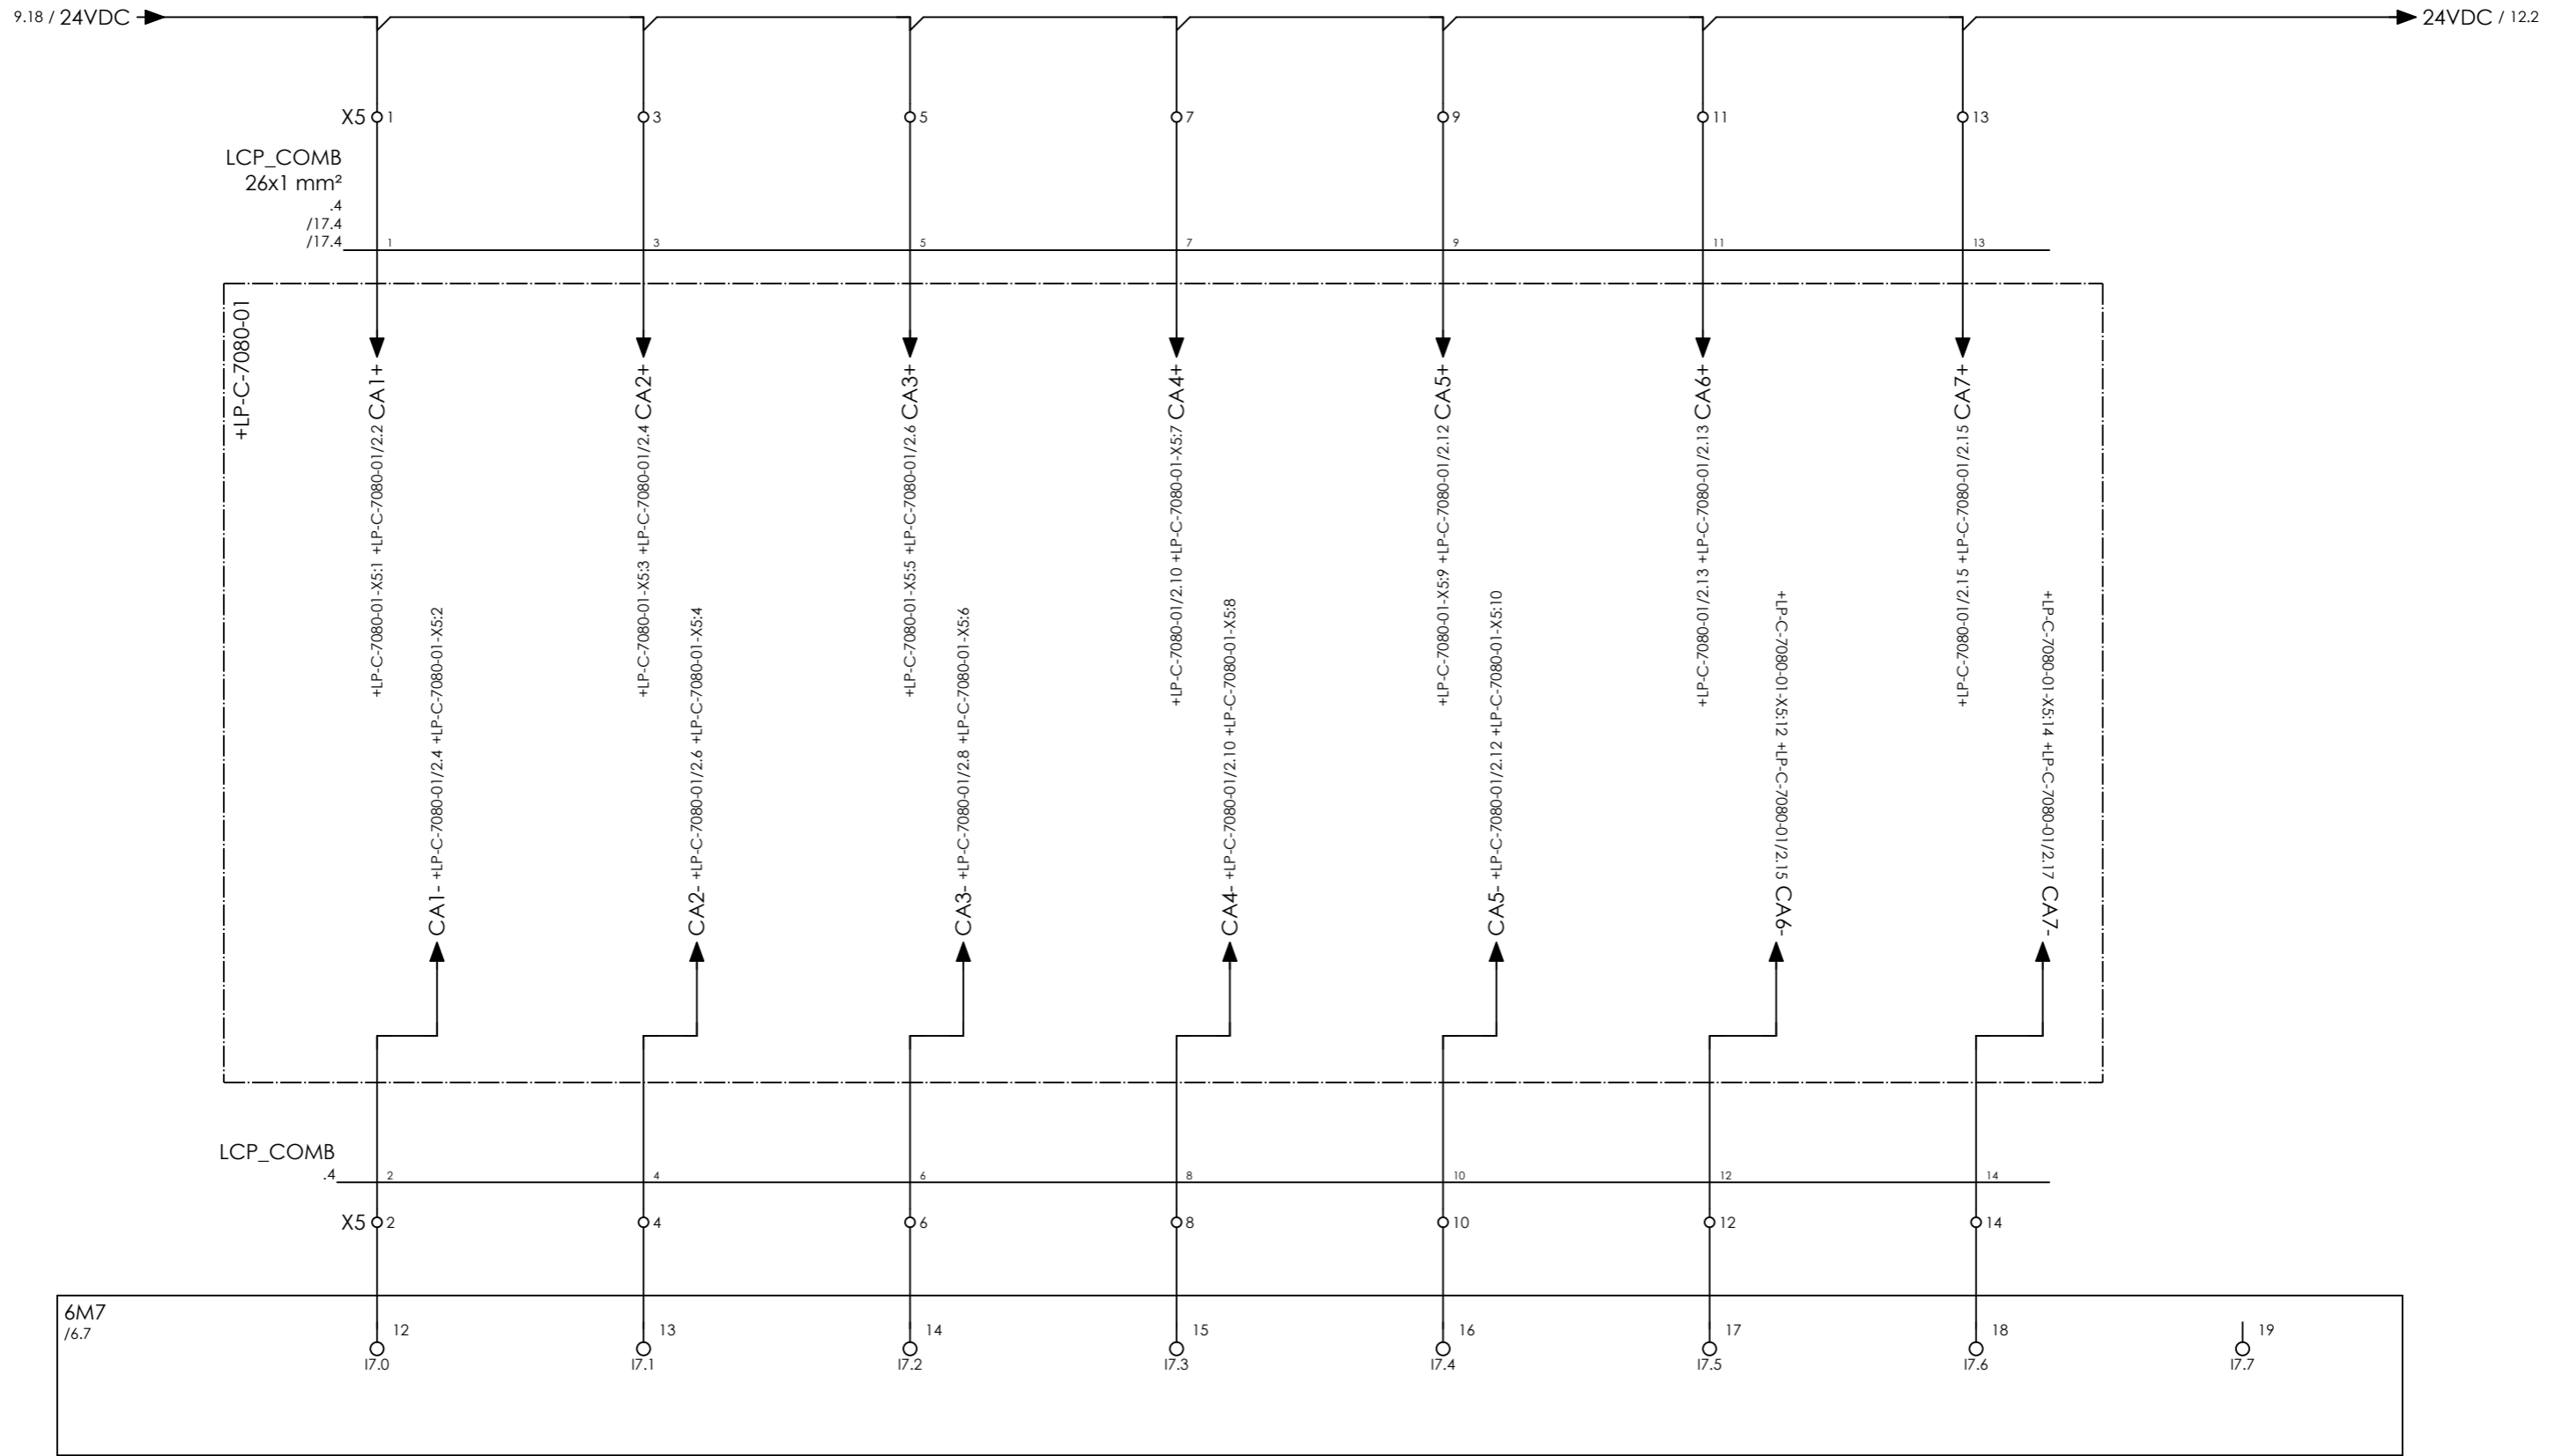 9.18 / 24VDC
24VDC / 12.2
X5 1 3 5 7 9 11 13
LCP_COMB
26x1 mm²
.4
/17.4
/17.4
1 3 5 7 9 11 13
+LP-C-7080-01
+LP-C-7080-01-X5:1 +LP-C-7080-01/2.2 CA1+
CA1- +LP-C-7080-01/2.4 +LP-C-7080-01-X5:2
+LP-C-7080-01-X5:3 +LP-C-7080-01/2.4 CA2+
CA2- +LP-C-7080-01/2.6 +LP-C-7080-01-X5:4
+LP-C-7080-01-X5:5 +LP-C-7080-01/2.6 CA3+
CA3- +LP-C-7080-01/2.8 +LP-C-7080-01-X5:6
+LP-C-7080-01/2.10 +LP-C-7080-01-X5:7 CA4+
CA4- +LP-C-7080-01/2.10 +LP-C-7080-01-X5:8
+LP-C-7080-01-X5:9 +LP-C-7080-01/2.12 CA5+
CA5- +LP-C-7080-01/2.12 +LP-C-7080-01-X5:10
+LP-C-7080-01/2.13 +LP-C-7080-01/2.13 CA6+
+LP-C-7080-01-X5:12 +LP-C-7080-01/2.15 CA6-
+LP-C-7080-01/2.15 +LP-C-7080-01/2.15 CA7+
+LP-C-7080-01-X5:14 +LP-C-7080-01/2.17 CA7-
LCP_COMB
.4
2 4 6 8 10 12 14
X5 2 4 6 8 10 12 14
6M7
/6.7
12 13 14 15 16 17 18 19
I7.0 I7.1 I7.2 I7.3 I7.4 I7.5 I7.6 I7.7